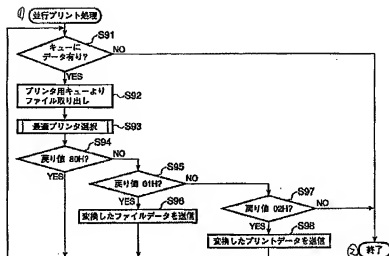 ① 並行プリント処理
S91
キューに
データ有り?
NO
YES
プリンタ用キューより
ファイル取り出し
S92
最適プリンタ選択
S93
S94
戻り値 80H?
NO
YES
S95
戻り値 01H?
NO
YES
S97
戻り値 02H?
NO
YES
変換したファイルデータを送信
S96
S98
変換したプリントデータを送信
② 終了